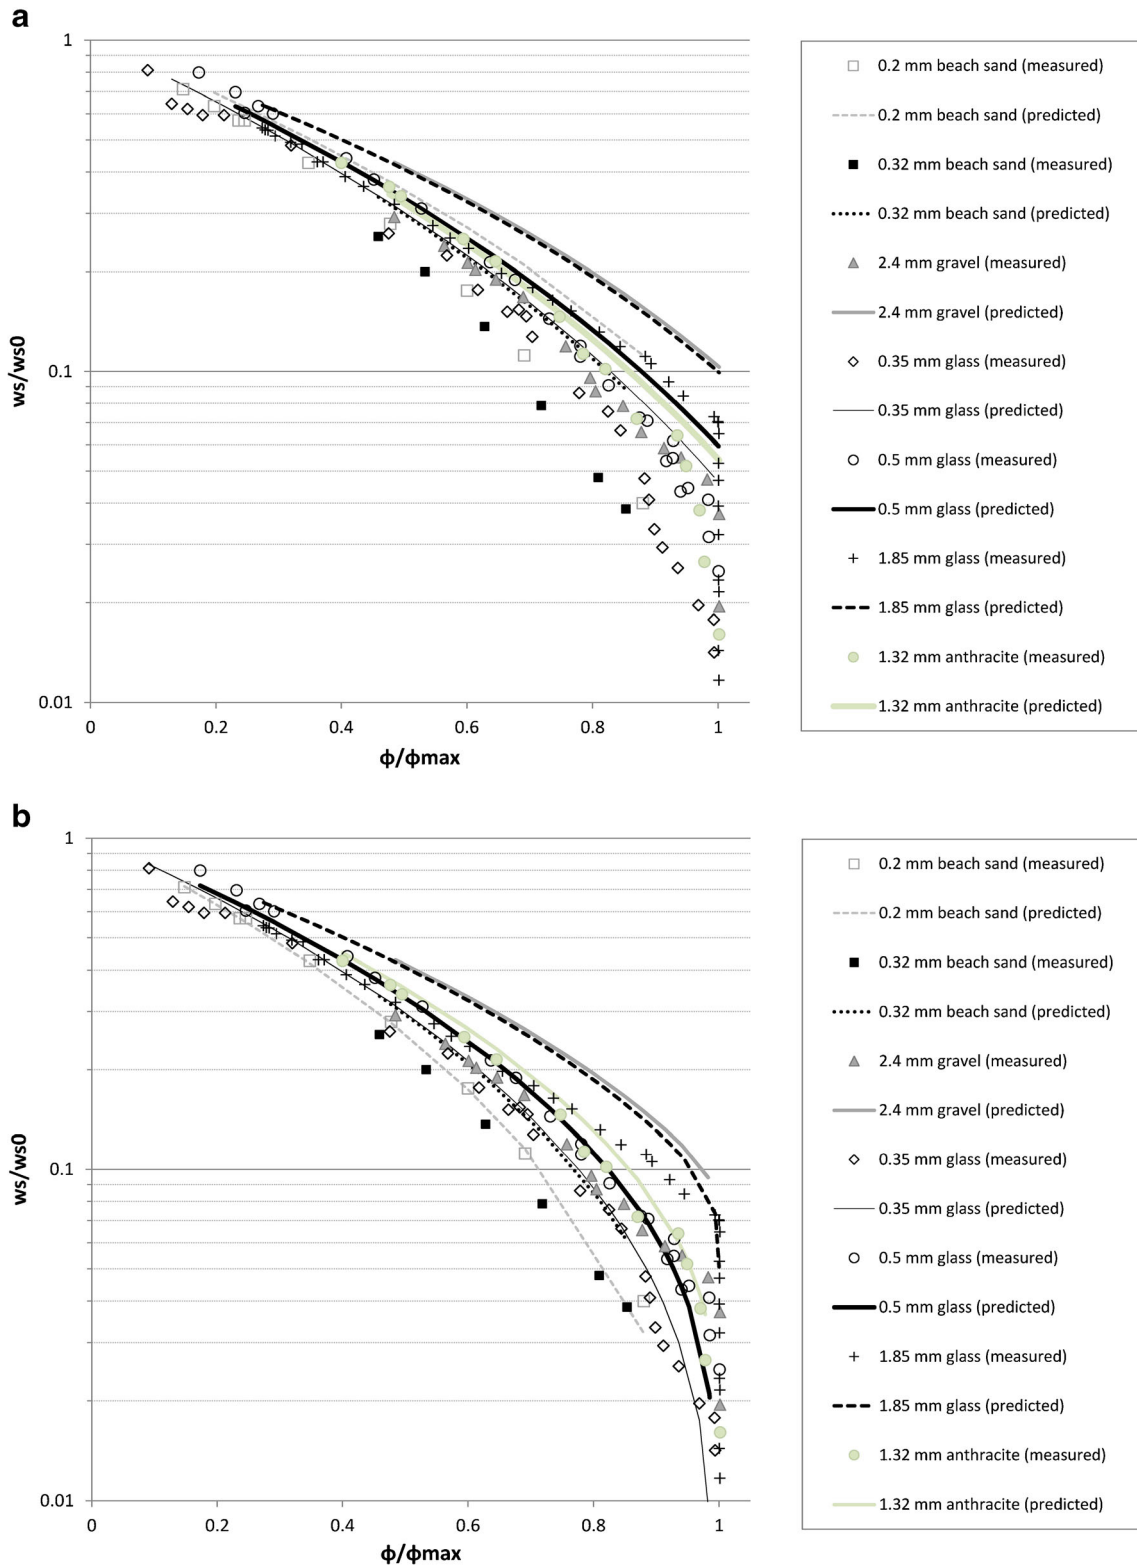 a
1
0.1
0.01
ws/ws0
0
0.2
0.4
0.6
0.8
1
ϕ/ϕmax
0.2 mm beach sand (measured)
0.2 mm beach sand (predicted)
0.32 mm beach sand (measured)
0.32 mm beach sand (predicted)
2.4 mm gravel (measured)
2.4 mm gravel (predicted)
0.35 mm glass (measured)
0.35 mm glass (predicted)
0.5 mm glass (measured)
0.5 mm glass (predicted)
1.85 mm glass (measured)
1.85 mm glass (predicted)
1.32 mm anthracite (measured)
1.32 mm anthracite (predicted)
b
1
0.1
0.01
ws/ws0
0
0.2
0.4
0.6
0.8
1
ϕ/ϕmax
0.2 mm beach sand (measured)
0.2 mm beach sand (predicted)
0.32 mm beach sand (measured)
0.32 mm beach sand (predicted)
2.4 mm gravel (measured)
2.4 mm gravel (predicted)
0.35 mm glass (measured)
0.35 mm glass (predicted)
0.5 mm glass (measured)
0.5 mm glass (predicted)
1.85 mm glass (measured)
1.85 mm glass (predicted)
1.32 mm anthracite (measured)
1.32 mm anthracite (predicted)